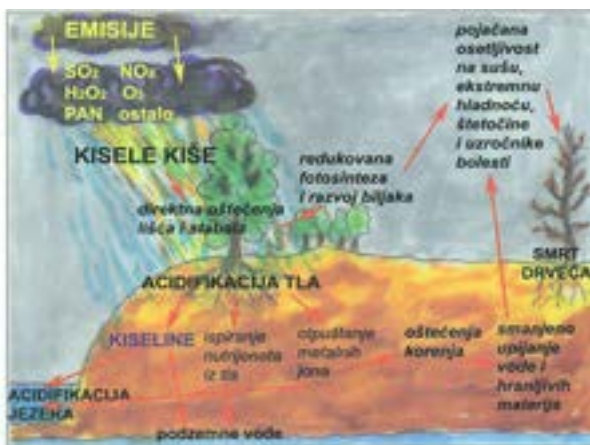 EMISIJE
SO₂ NO₂
H₂O₂ O₃
PAN ostalo
KISELE KIŠE
direktna oštećenja
lišća i stabala
redukovana
fotosinteza
i razvoj biljaka
pojačana
osetljivost
na sušu,
ekstremnu
hladnoću,
štetočine
i uzročnike
bolesti
SMRT
DRVEĆA
ACIDIFIKACIJA TLA
KISELINE
ispiranje
nutrijenata
iz tla
otpuštanje
metalnih
jona
oštećenja
korenja
smanjeno
upijanje
vode i
hranljivih
materija
ACIDIFIKACIJA
JEZERA
podzemne vode